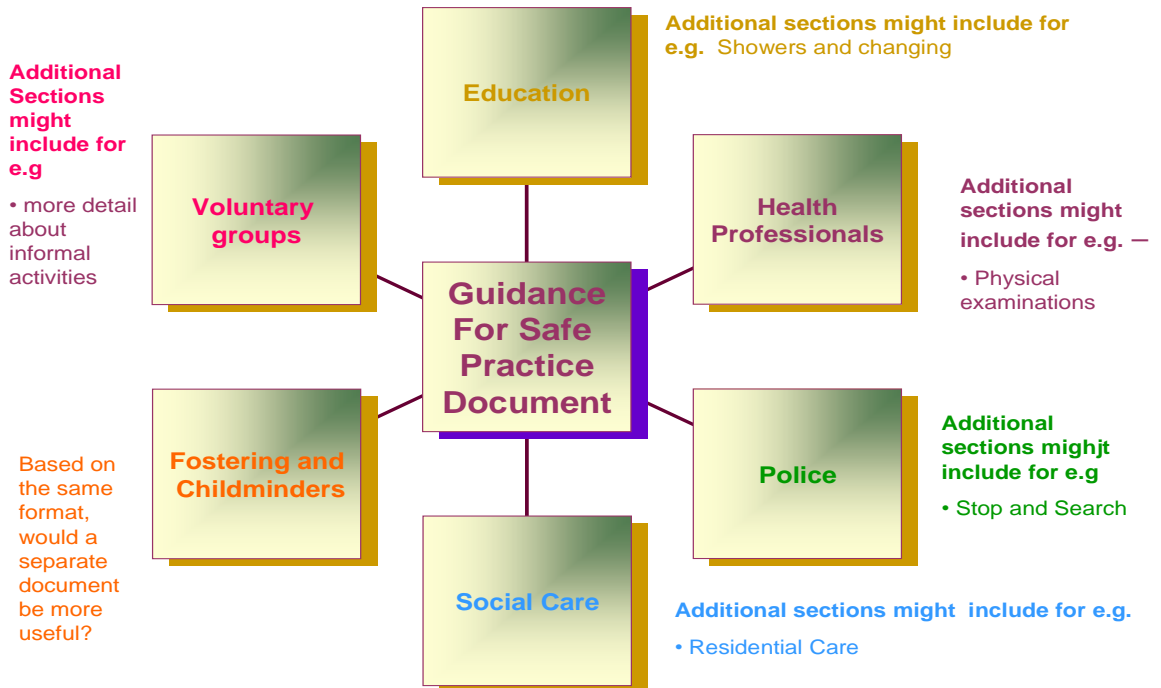 Education
Additional sections might include for
e.g. Showers and changing
Additional
Sections
might
include for
e.g
• more detail
about
informal
activities
Voluntary
groups
Health
Professionals
Additional
sections might
include for e.g. –
• Physical
examinations
Guidance
For Safe
Practice
Document
Based on
the same
format,
would a
separate
document
be more
useful?
Fostering and
Childminders
Police
Additional
sections mighjt
include for e.g
• Stop and Search
Social Care
Additional sections might include for e.g.
• Residential Care